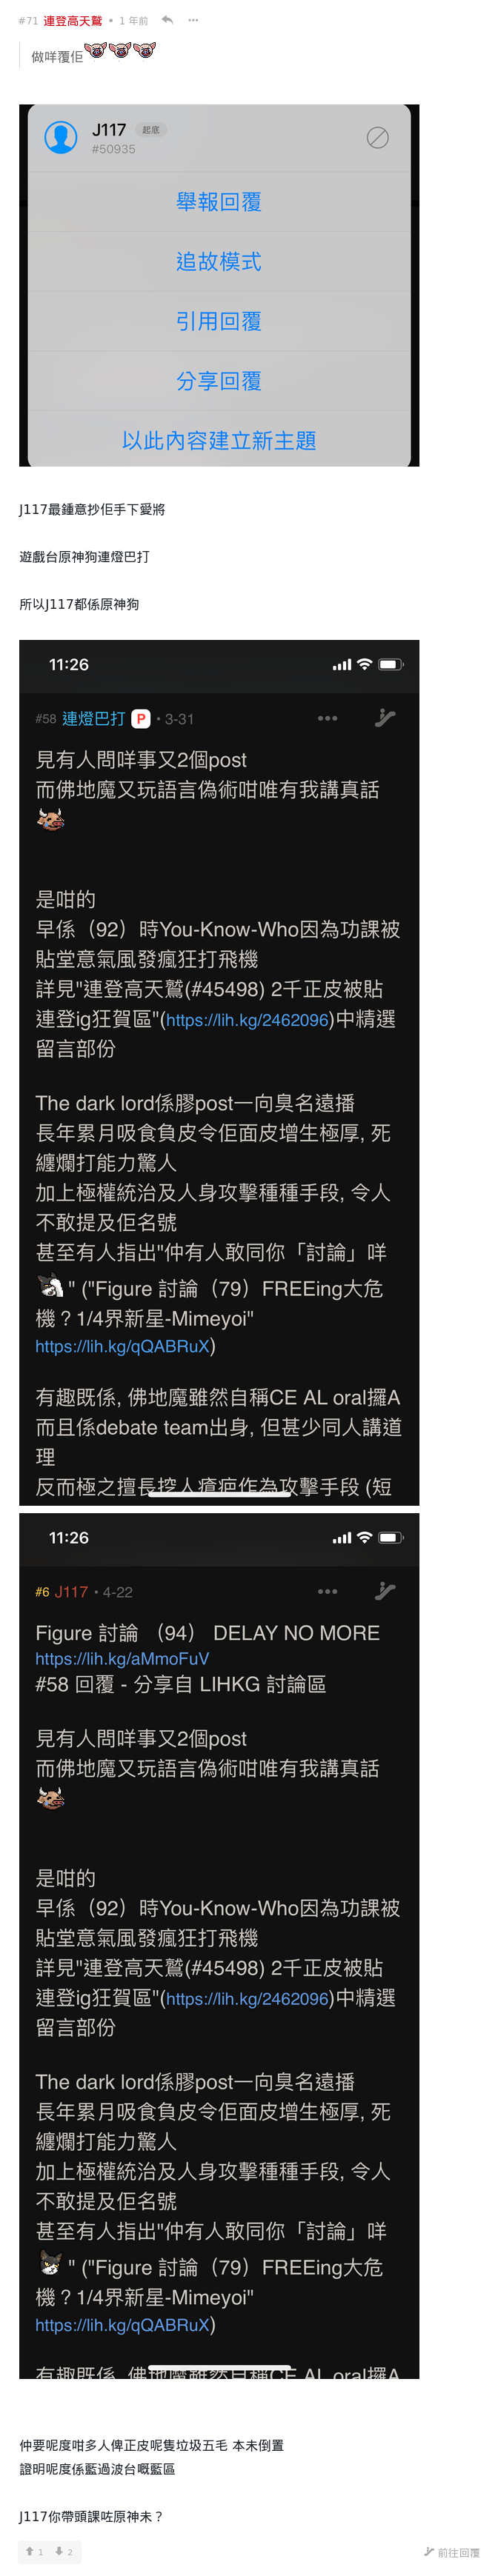 #71 連登高天鷲 • 1 年前
做咩覆佢
J117 起底
#50935
舉報回覆
追故模式
引用回覆
分享回覆
以此內容建立新主題
J117最鍾意抄佢手下愛將
遊戲台原神狗連燈巴打
所以J117都係原神狗
11:26
#58 連燈巴打 P • 3-31
見有人問咩事又2個post
而佛地魔又玩語言偽術咁唯有我講真話
是咁的
早係（92）時You-Know-Who因為功課被
貼堂意氣風發瘋狂打飛機
詳見"連登高天鷲(#45498) 2千正皮被貼
連登ig狂賀區"(https://lih.kg/2462096)中精選
留言部份
The dark lord係膠post一向臭名遠播
長年累月吸食負皮令佢面皮增生極厚, 死
纏爛打能力驚人
加上極權統治及人身攻擊種種手段, 令人
不敢提及佢名號
甚至有人指出"仲有人敢同你「討論」咩
" ("Figure 討論（79）FREEing大危
機？1/4界新星-Mimeyoi"
https://lih.kg/qQABRuX)
有趣既係, 佛地魔雖然自稱CE AL oral攞A
而且係debate team出身, 但甚少同人講道
理
反而極之擅長挖人瘡疤作為攻擊手段 (短
11:26
#6 J117 • 4-22
Figure 討論 （94） DELAY NO MORE
https://lih.kg/aMmoFuV
#58 回覆 - 分享自 LIHKG 討論區
見有人問咩事又2個post
而佛地魔又玩語言偽術咁唯有我講真話
是咁的
早係（92）時You-Know-Who因為功課被
貼堂意氣風發瘋狂打飛機
詳見"連登高天鷲(#45498) 2千正皮被貼
連登ig狂賀區"(https://lih.kg/2462096)中精選
留言部份
The dark lord係膠post一向臭名遠播
長年累月吸食負皮令佢面皮增生極厚, 死
纏爛打能力驚人
加上極權統治及人身攻擊種種手段, 令人
不敢提及佢名號
甚至有人指出"仲有人敢同你「討論」咩
" ("Figure 討論（79）FREEing大危
機？1/4界新星-Mimeyoi"
https://lih.kg/qQABRuX)
有趣既係, 佛地魔雖然自稱CE AL oral攞A
仲要呢度咁多人俾正皮呢隻垃圾五毛 本未倒置
證明呢度係藍過波台嘅藍區
J117你帶頭課咗原神未？
1 2
前往回覆